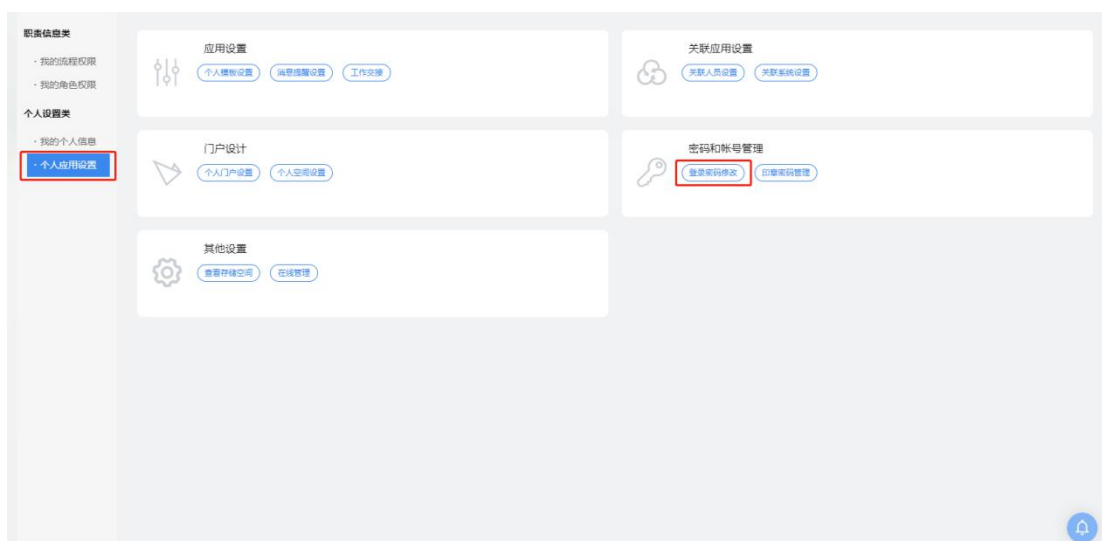 职责信息类
· 我的流程权限
· 我的角色权限
个人设置类
· 我的个人信息
· 个人应用设置
应用设置
个人模板设置 消息提醒设置 工作交接
关联应用设置
关联人员设置 关联系统设置
门户设计
个人门户设置 个人空间设置
密码和帐号管理
登录密码修改 印章密码管理
其他设置
查看存储空间 在线管理